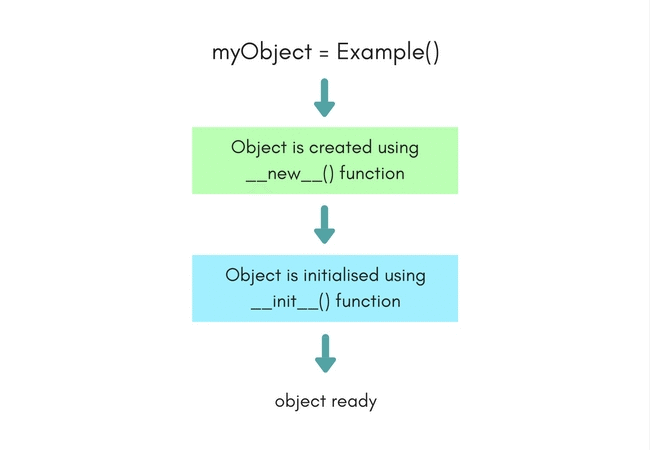 myObject = Example()
Object is created using
__new__() function
Object is initialised using
__init__() function
object ready